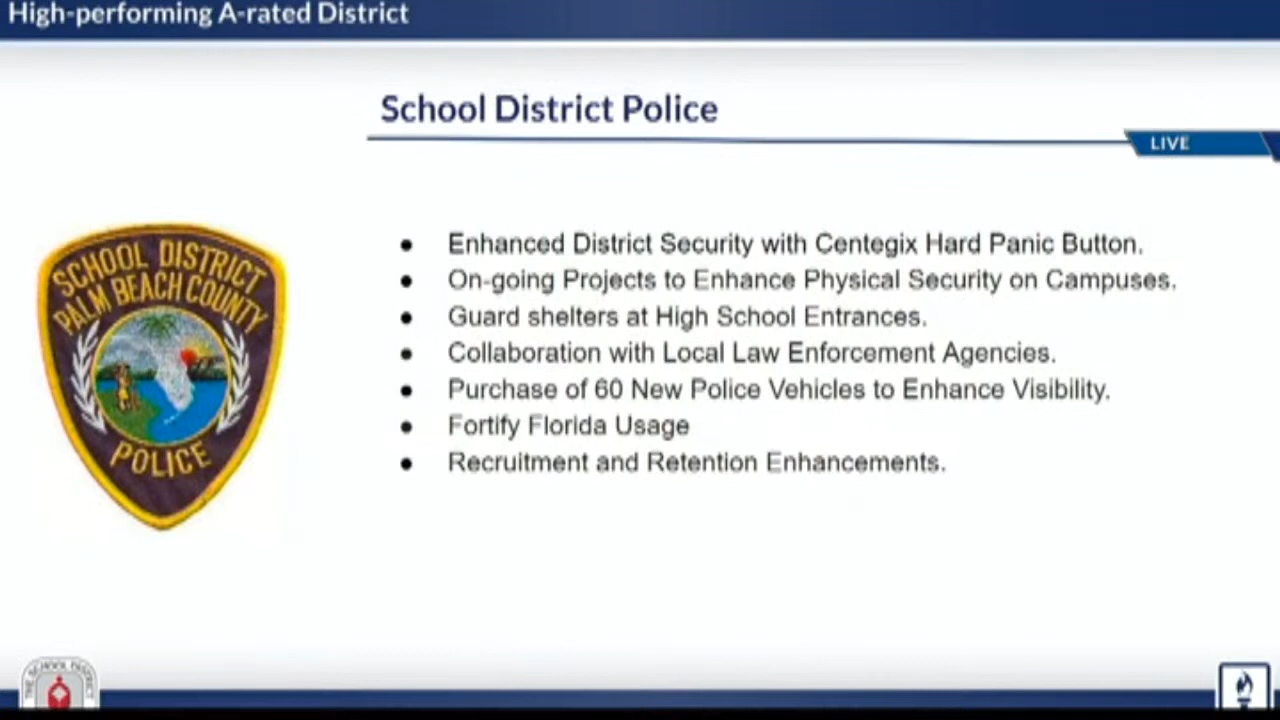 High-performing A-rated District
School District Police
LIVE
● Enhanced District Security with Centegix Hard Panic Button.
● On-going Projects to Enhance Physical Security on Campuses.
● Guard shelters at High School Entrances.
● Collaboration with Local Law Enforcement Agencies.
● Purchase of 60 New Police Vehicles to Enhance Visibility.
● Fortify Florida Usage
● Recruitment and Retention Enhancements.
SCHOOL DISTRICT
PALM BEACH COUNTY
POLICE
THE SCHOOL DISTRICT